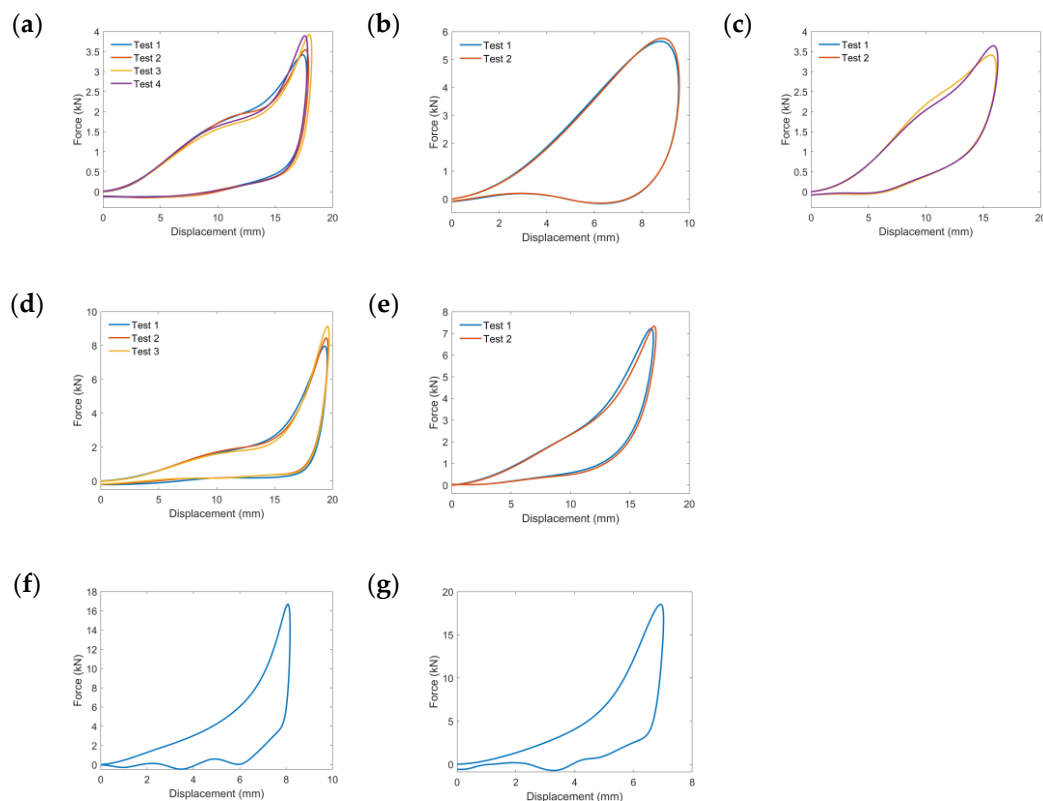 (a)
4
3.5
3
2.5
2
1.5
1
0.5
0
Force (kN)
Test 1
Test 2
Test 3
Test 4
0 5 10 15 20
Displacement (mm)
(b)
6
5
4
3
2
1
0
Force (kN)
Test 1
Test 2
0 2 4 6 8 10
Displacement (mm)
(c)
4
3.5
3
2.5
2
1.5
1
0.5
0
Force (kN)
Test 1
Test 2
0 5 10 15 20
Displacement (mm)
(d)
10
8
6
4
2
0
Force (kN)
Test 1
Test 2
Test 3
0 5 10 15 20
Displacement (mm)
(e)
8
7
6
5
4
3
2
1
0
Force (kN)
Test 1
Test 2
0 5 10 15 20
Displacement (mm)
(f)
18
16
14
12
10
8
6
4
2
0
Force (kN)
0 2 4 6 8 10
Displacement (mm)
(g)
20
15
10
5
0
Force (kN)
0 2 4 6 8
Displacement (mm)